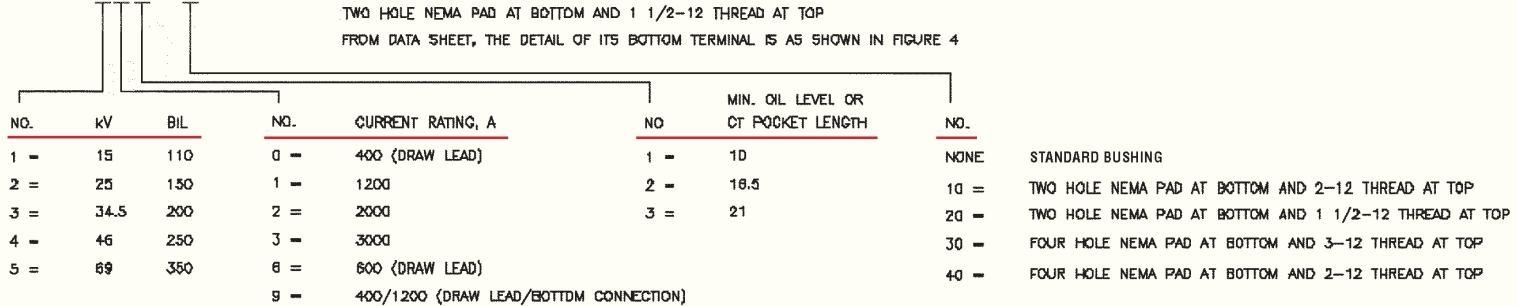 TWO HOLE NEMA PAD AT BOTTOM AND 1 1/2-12 THREAD AT TOP
FROM DATA SHEET, THE DETAIL OF ITS BOTTOM TERMINAL IS AS SHOWN IN FIGURE 4
NO. kV BIL
1 = 15 110
2 = 25 150
3 = 34.5 200
4 = 46 250
5 = 69 350
NO. CURRENT RATING, A
0 = 400 (DRAW LEAD)
1 = 1200
2 = 2000
3 = 3000
6 = 600 (DRAW LEAD)
9 = 400/1200 (DRAW LEAD/BOTTOM CONNECTION)
MIN. OIL LEVEL OR
NO CT POCKET LENGTH
1 = 10
2 = 16.5
3 = 21
NO.
NONE STANDARD BUSHING
10 = TWO HOLE NEMA PAD AT BOTTOM AND 2-12 THREAD AT TOP
20 = TWO HOLE NEMA PAD AT BOTTOM AND 1 1/2-12 THREAD AT TOP
30 = FOUR HOLE NEMA PAD AT BOTTOM AND 3-12 THREAD AT TOP
40 = FOUR HOLE NEMA PAD AT BOTTOM AND 2-12 THREAD AT TOP